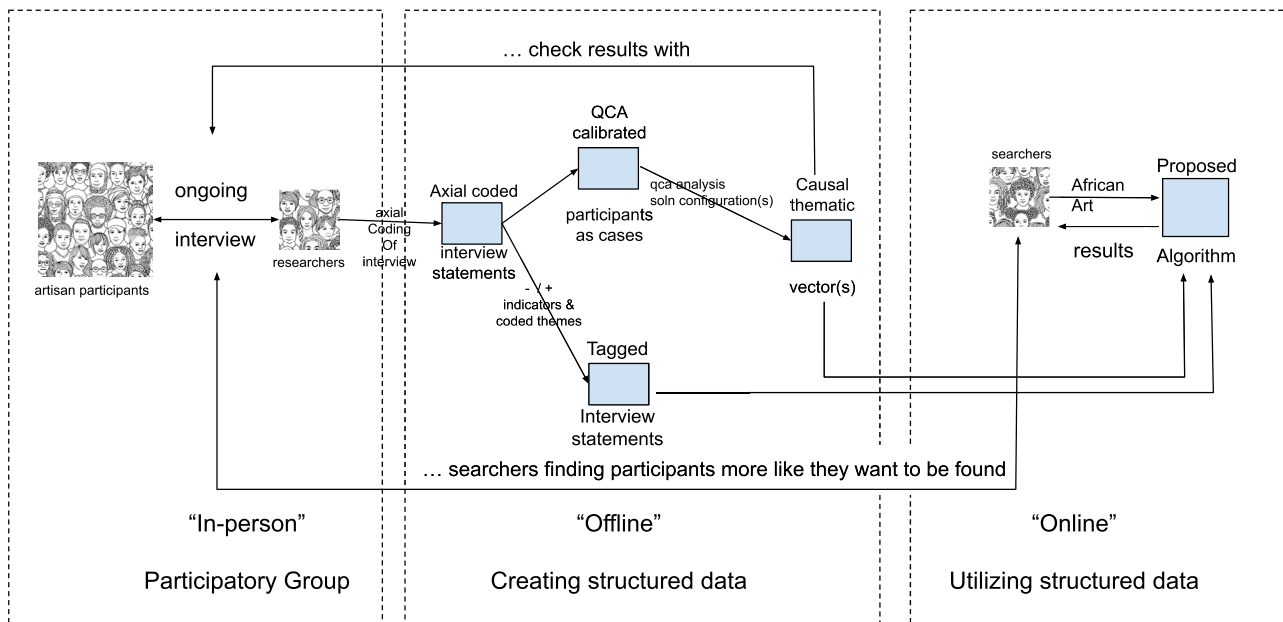 … check results with
ongoing
interview
artisan participants
researchers
axial
Coding
Of
interview
Axial coded
interview
statements
QCA
calibrated
participants
as cases
qca analysis
soln configuration(s)
Causal
thematic
vector(s)
- / +
indicators &
coded themes
Tagged
Interview
statements
searchers
African
Art
results
Proposed
Algorithm
… searchers finding participants more like they want to be found
“In-person”
Participatory Group
“Offline”
Creating structured data
“Online”
Utilizing structured data